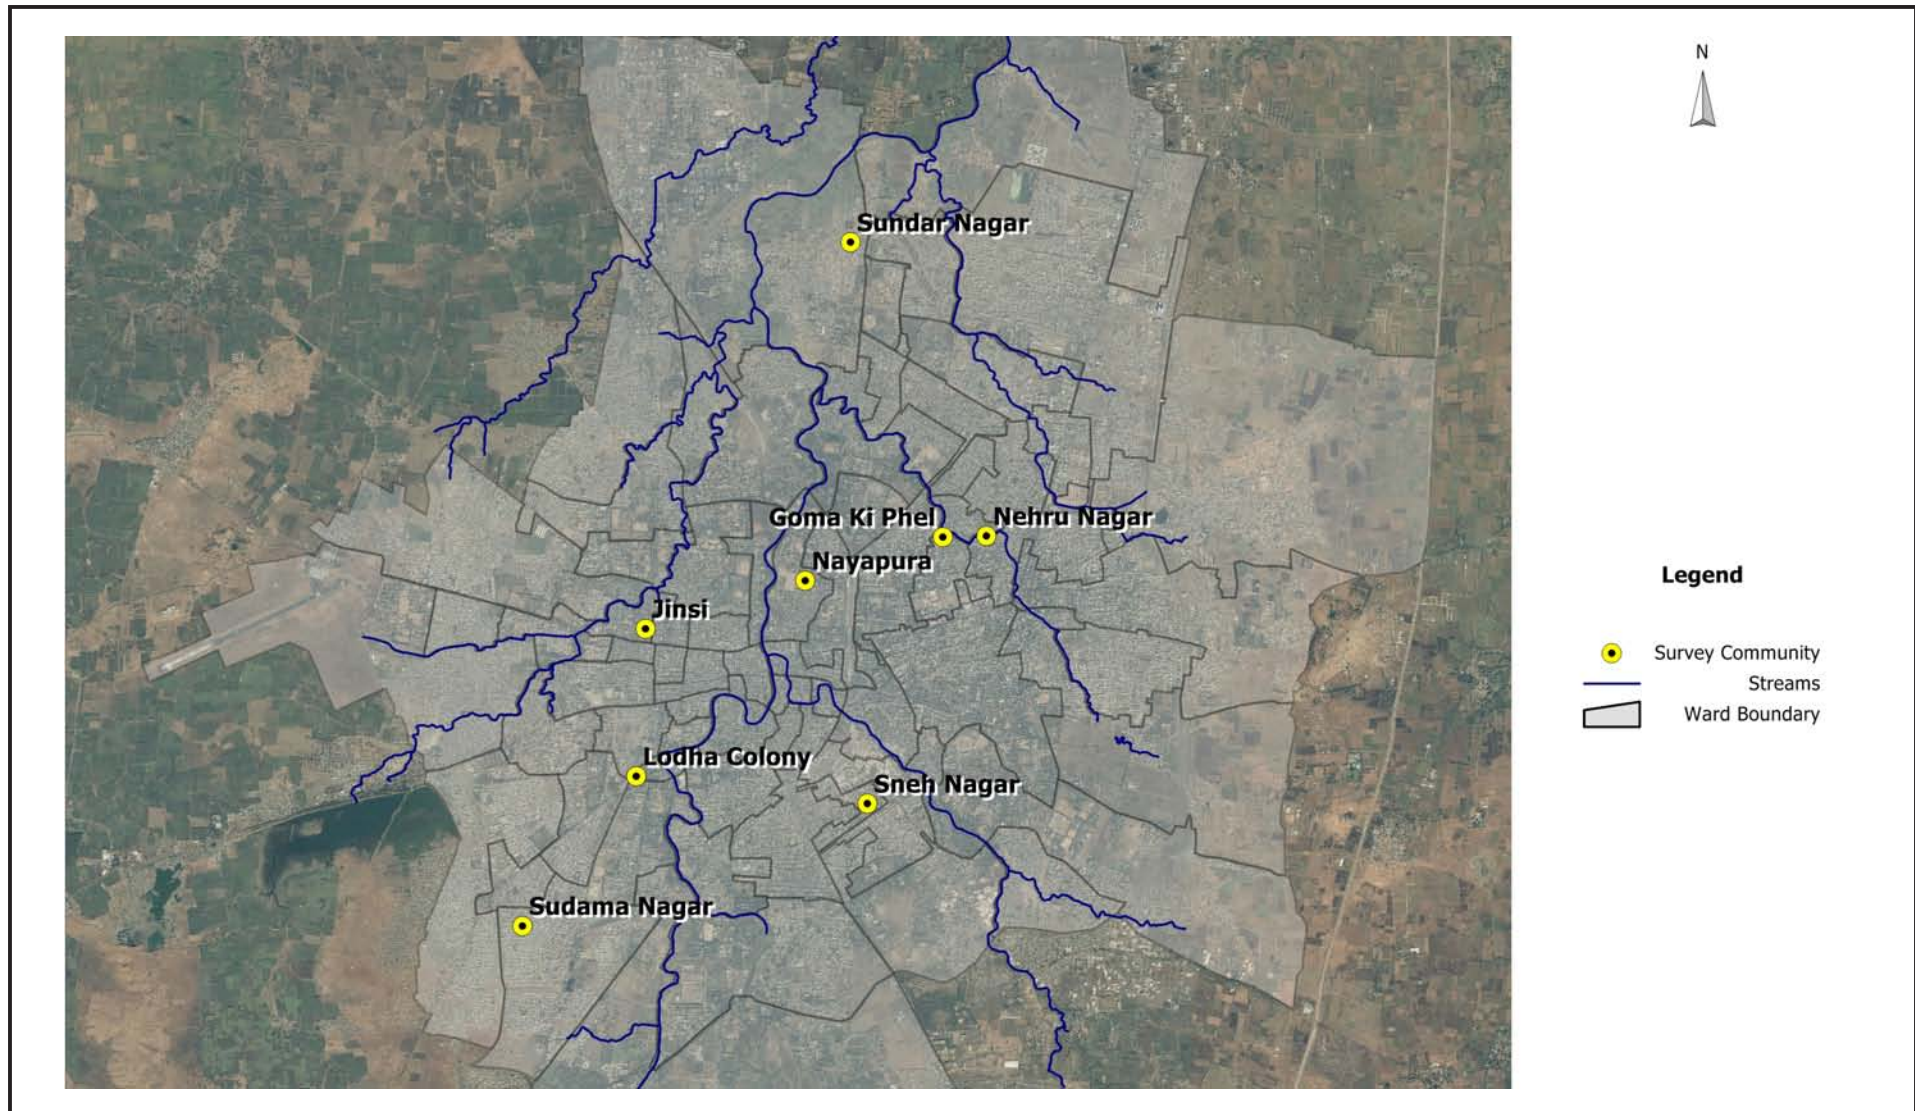 N
Sundar Nagar
Goma Ki Phel
Nehru Nagar
Nayapura
Jinsi
Lodha Colony
Sneh Nagar
Sudama Nagar
Legend
Survey Community
Streams
Ward Boundary